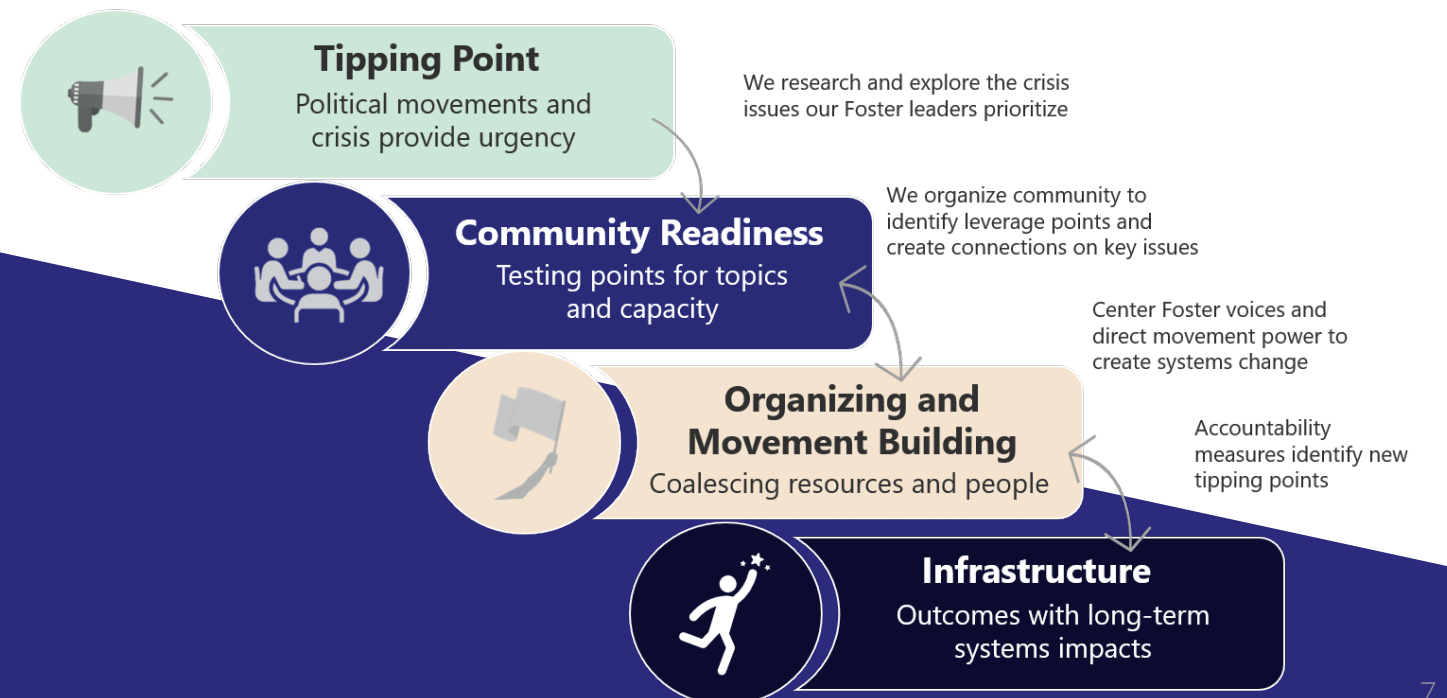 Tipping Point
Political movements and
crisis provide urgency
We research and explore the crisis
issues our Foster leaders prioritize
Community Readiness
Testing points for topics
and capacity
We organize community to
identify leverage points and
create connections on key issues
Organizing and
Movement Building
Coalescing resources and people
Center Foster voices and
direct movement power to
create systems change
Infrastructure
Outcomes with long-term
systems impacts
Accountability
measures identify new
tipping points
7